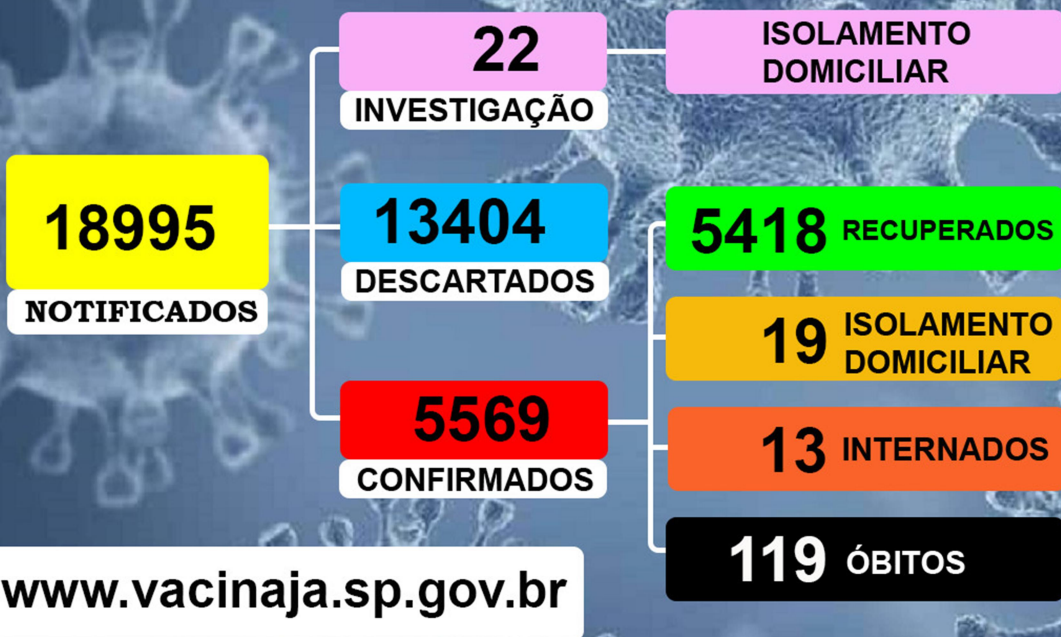 22
INVESTIGAÇÃO
ISOLAMENTO
DOMICILIAR
18995
NOTIFICADOS
13404
DESCARTADOS
5569
CONFIRMADOS
5418 RECUPERADOS
19 ISOLAMENTO
DOMICILIAR
13 INTERNADOS
119 ÓBITOS
www.vacinaja.sp.gov.br